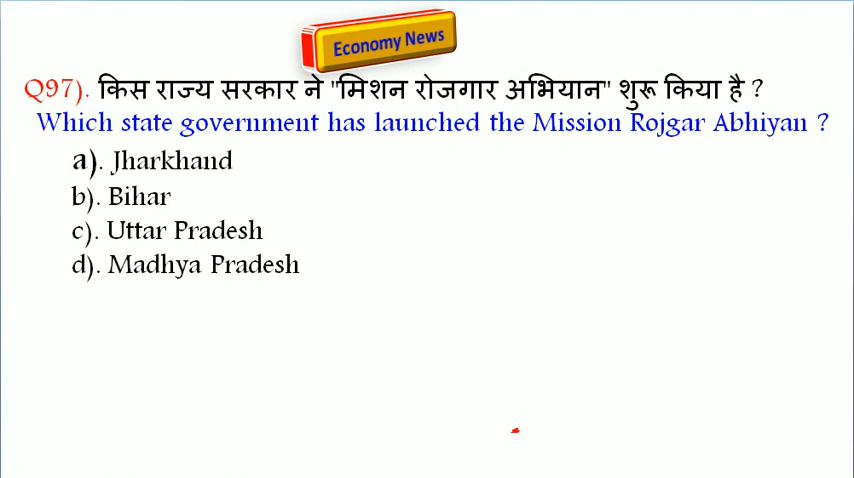 Economy News
Q97). किस राज्य सरकार ने "मिशन रोजगार अभियान" शुरू किया है ?
Which state government has launched the Mission Rojgar Abhiyan ?
a). Jharkhand
b). Bihar
c). Uttar Pradesh
d). Madhya Pradesh